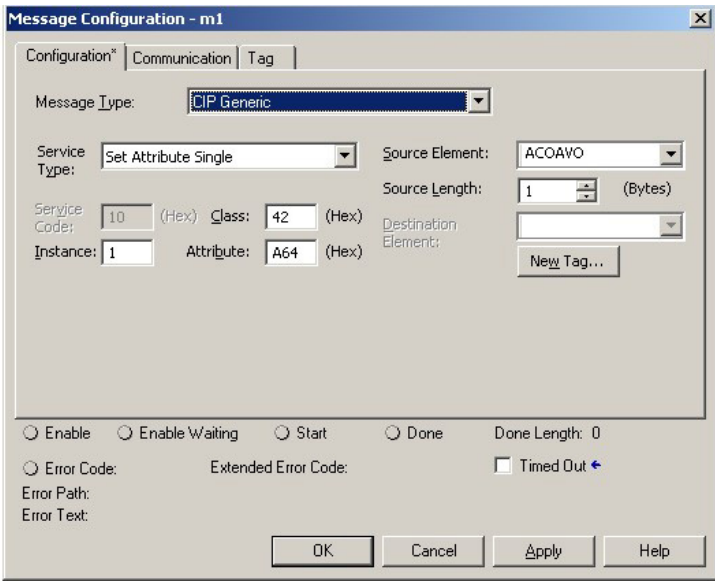 Message Configuration - m1
Configuration* Communication Tag
Message Type: CIP Generic
Service Type: Set Attribute Single
Source Element: ACOAVO
Source Length: 1 (Bytes)
Service Code: 10 (Hex) Class: 42 (Hex)
Destination Element:
Instance: 1 Attribute: A64 (Hex)
New Tag...
Enable Enable Waiting Start Done Done Length: 0
Error Code: Extended Error Code: Timed Out
Error Path:
Error Text:
OK Cancel Apply Help